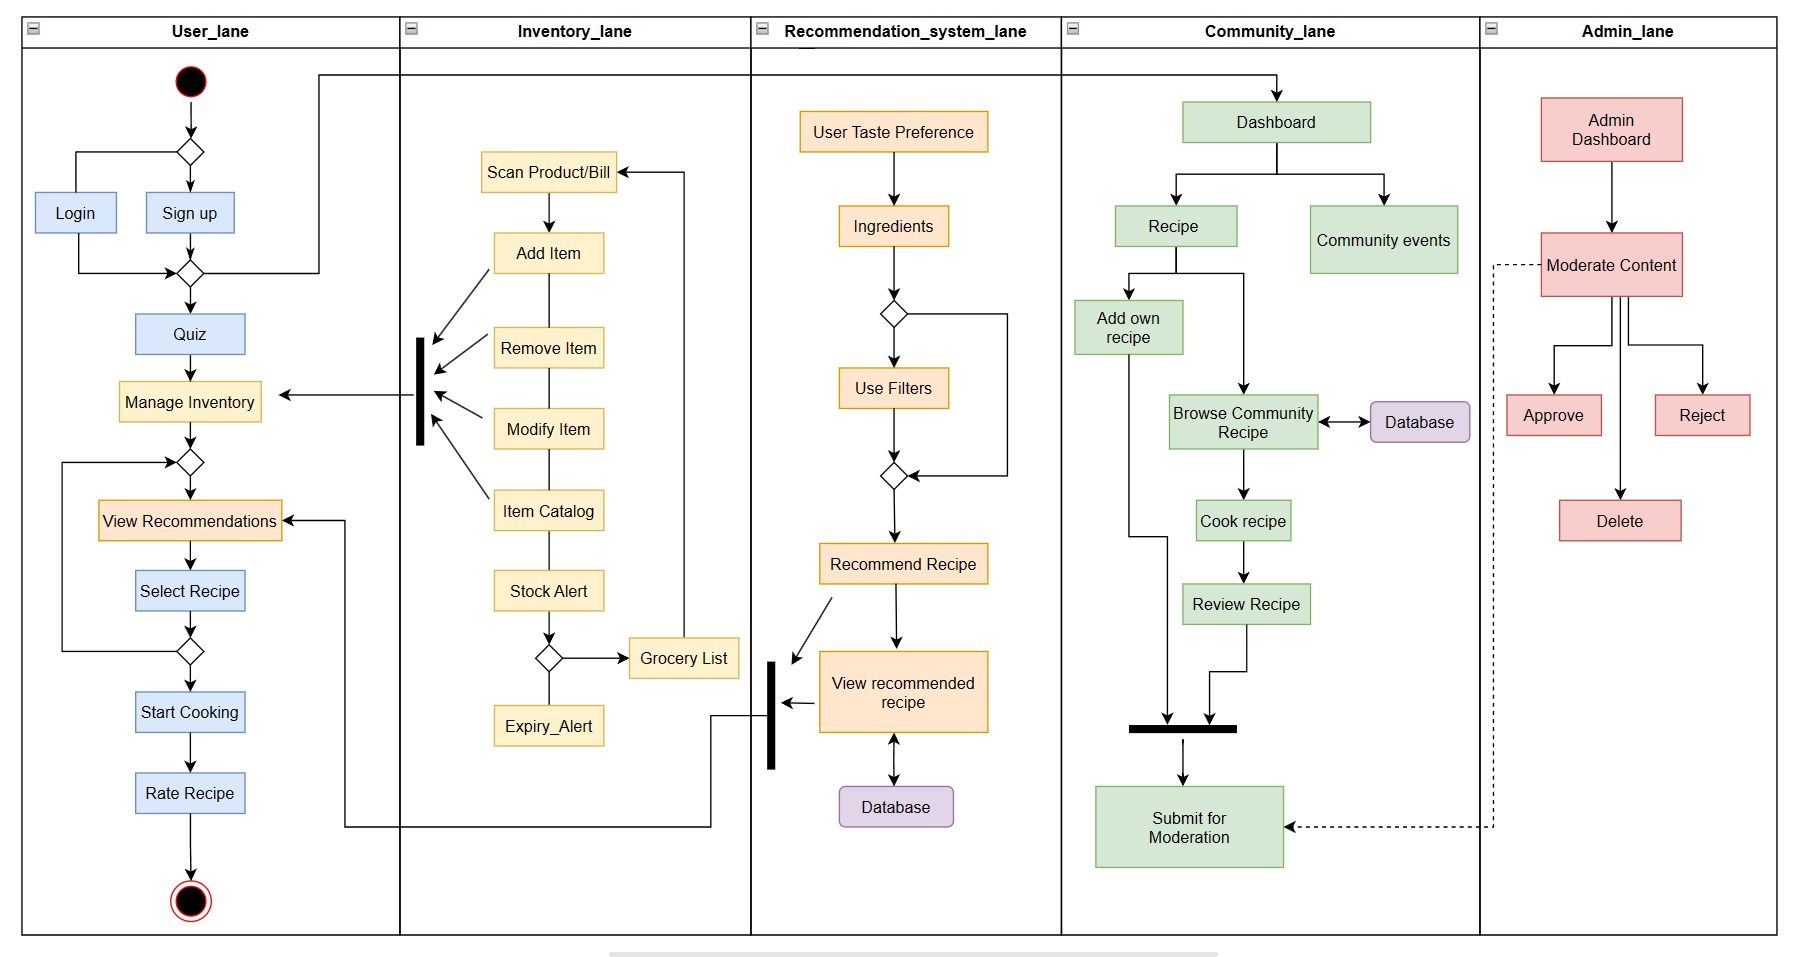 User_lane
Inventory_lane
Recommendation_system_lane
Community_lane
Admin_lane
Login
Sign up
Quiz
Manage Inventory
View Recommendations
Select Recipe
Start Cooking
Rate Recipe
Scan Product/Bill
Add Item
Remove Item
Modify Item
Item Catalog
Stock Alert
Grocery List
Expiry_Alert
User Taste Preference
Ingredients
Use Filters
Recommend Recipe
View recommended
recipe
Database
Dashboard
Recipe
Community events
Add own
recipe
Browse Community
Recipe
Database
Cook recipe
Review Recipe
Submit for
Moderation
Admin
Dashboard
Moderate Content
Approve
Reject
Delete